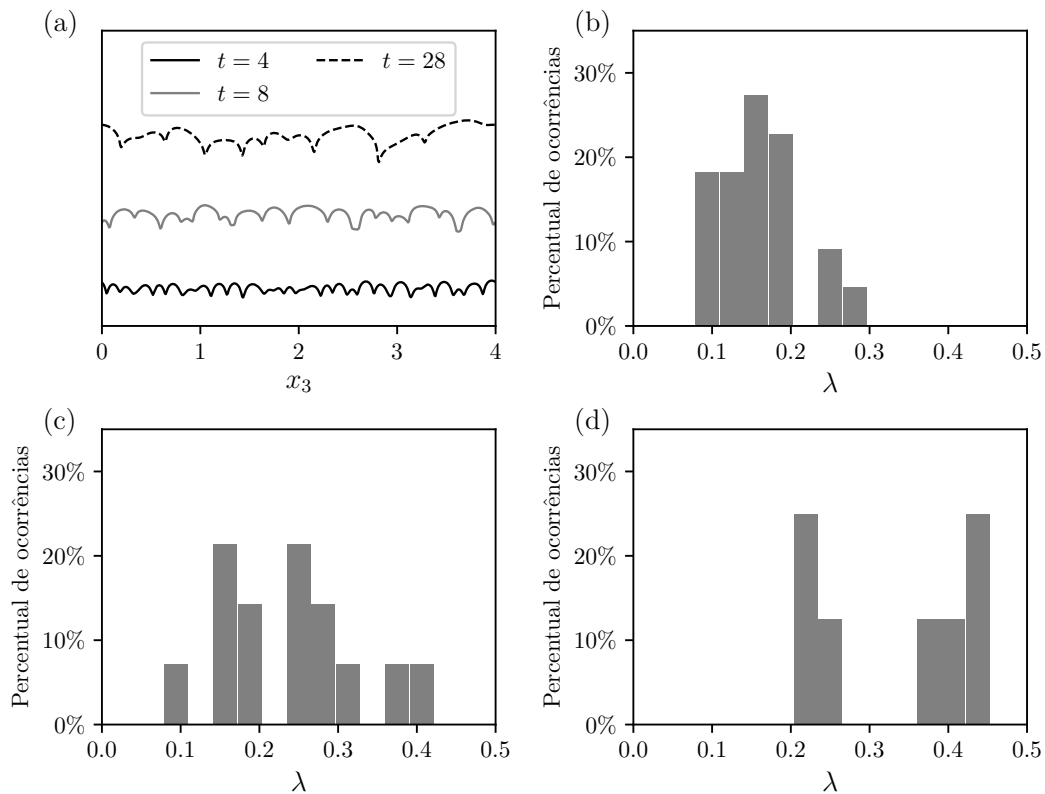 (a)
t = 4
t = 8
t = 28
0
1
2
3
4
x₃
(b)
Percentual de ocorrências
30%
20%
10%
0%
0.0
0.1
0.2
0.3
0.4
0.5
λ
(c)
Percentual de ocorrências
30%
20%
10%
0%
0.0
0.1
0.2
0.3
0.4
0.5
λ
(d)
Percentual de ocorrências
30%
20%
10%
0%
0.0
0.1
0.2
0.3
0.4
0.5
λ